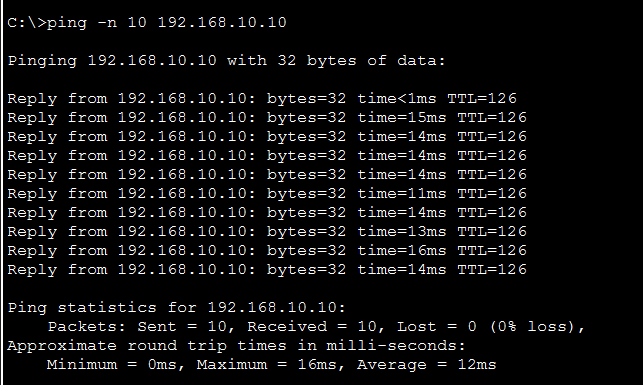 C:\>ping -n 10 192.168.10.10
Pinging 192.168.10.10 with 32 bytes of data:
Reply from 192.168.10.10: bytes=32 time<1ms TTL=126
Reply from 192.168.10.10: bytes=32 time=15ms TTL=126
Reply from 192.168.10.10: bytes=32 time=14ms TTL=126
Reply from 192.168.10.10: bytes=32 time=14ms TTL=126
Reply from 192.168.10.10: bytes=32 time=14ms TTL=126
Reply from 192.168.10.10: bytes=32 time=11ms TTL=126
Reply from 192.168.10.10: bytes=32 time=14ms TTL=126
Reply from 192.168.10.10: bytes=32 time=13ms TTL=126
Reply from 192.168.10.10: bytes=32 time=16ms TTL=126
Reply from 192.168.10.10: bytes=32 time=14ms TTL=126
Ping statistics for 192.168.10.10:
Packets: Sent = 10, Received = 10, Lost = 0 (0% loss),
Approximate round trip times in milli-seconds:
Minimum = 0ms, Maximum = 16ms, Average = 12ms